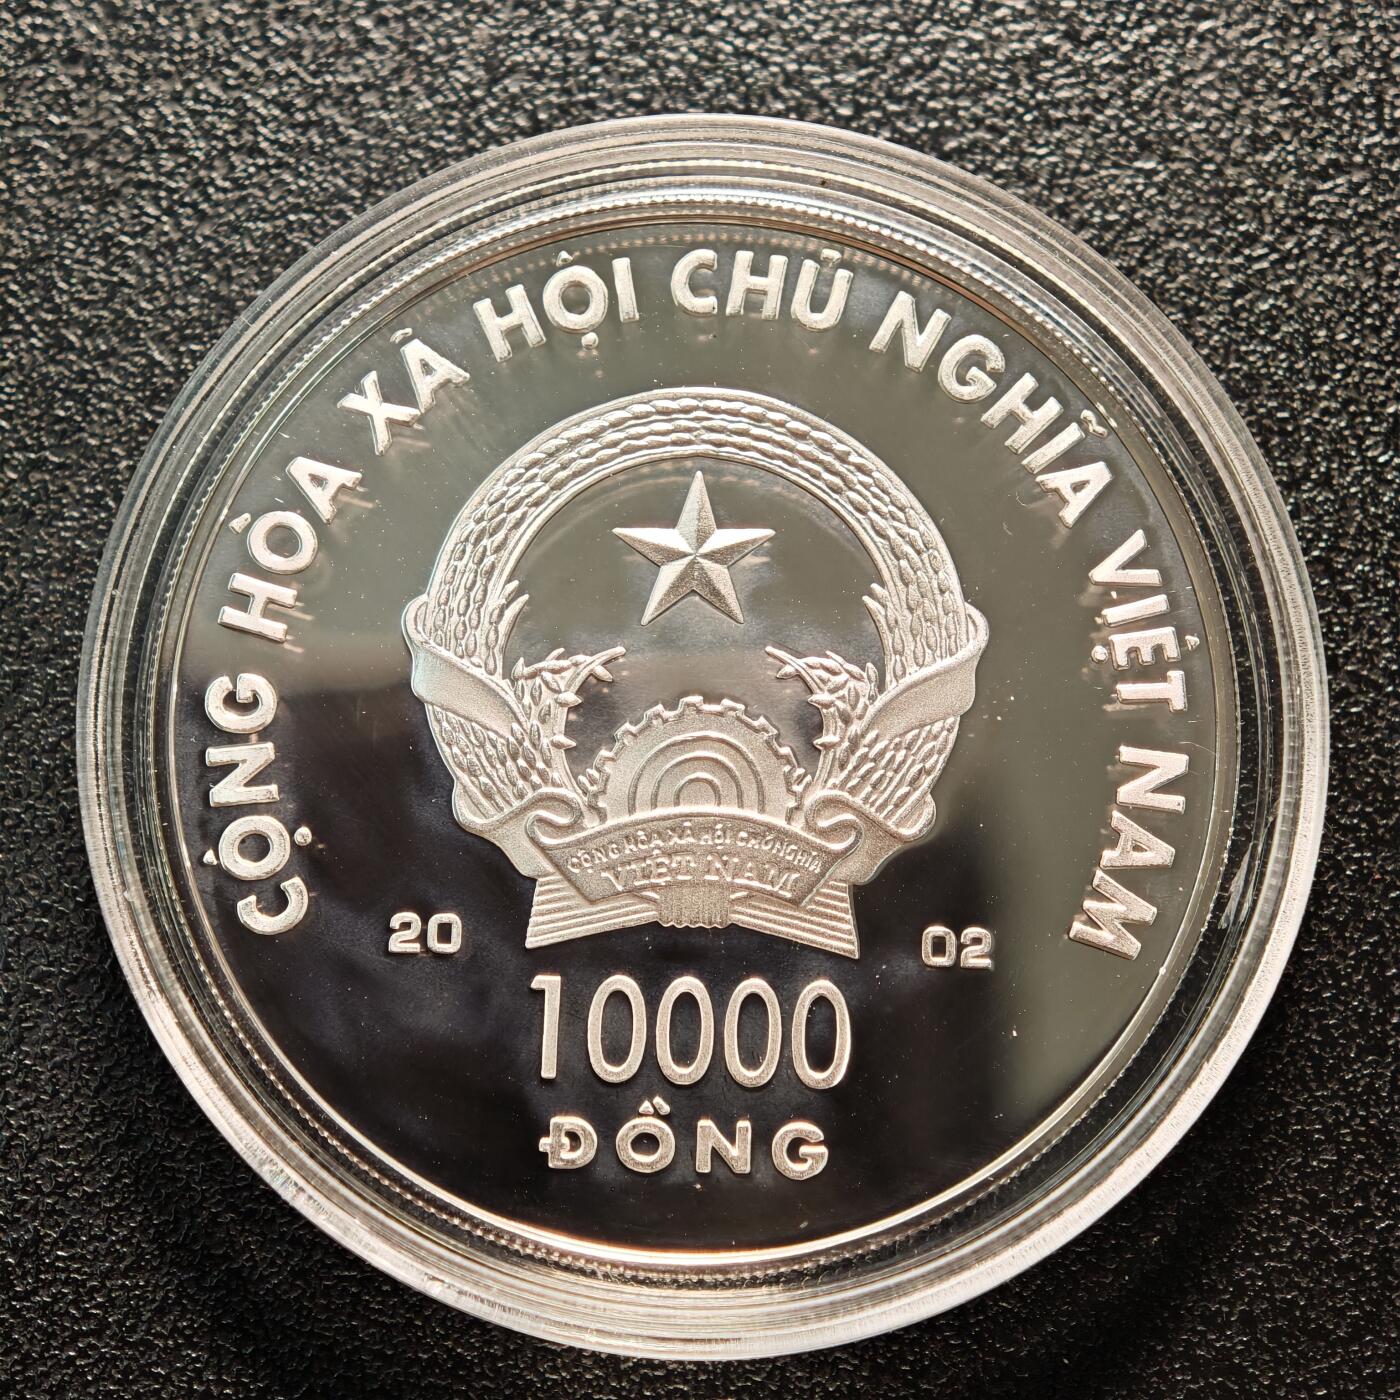 CỘNG HÒA XÃ HỘI CHỦ NGHĨA VIỆT NAM
CỘNG HÒA XÃ HỘI CHỦ NGHĨA
VIỆT NAM
20 02
10000
ĐỒNG